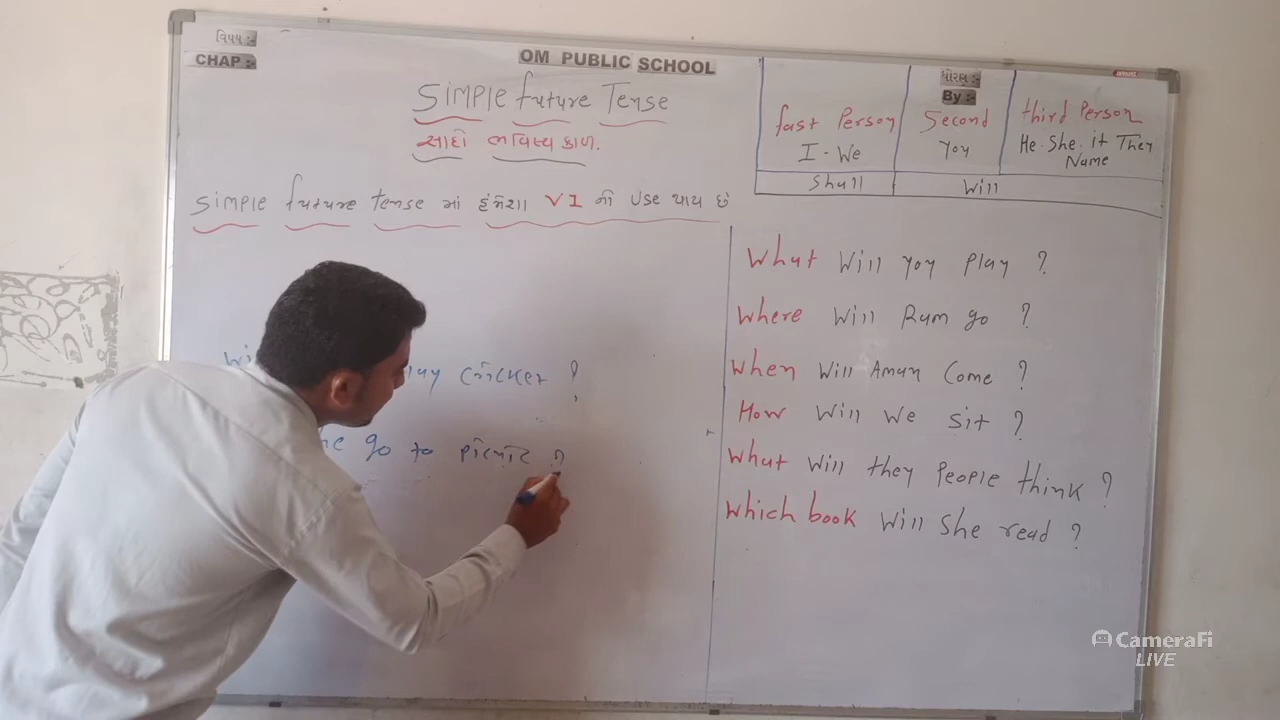 વિષય :-
CHAP :-
OM PUBLIC SCHOOL
ધોરણ :-
By :-
Simple future Tense
સાદો ભવિષ્ય કાળ.
fast Person
I - We
Second
You
third Person
He. She. it They
Name
Shall
Will
Simple future tense માં હંમેશા V1 નો use થાય છે
What Will you Play ?
Where Will Ram go ?
When Will Aman Come ?
How Will We Sit ?
What Will they People think ?
Which book Will She read ?
cricket ?
he go to picnic ?
CameraFi
LIVE